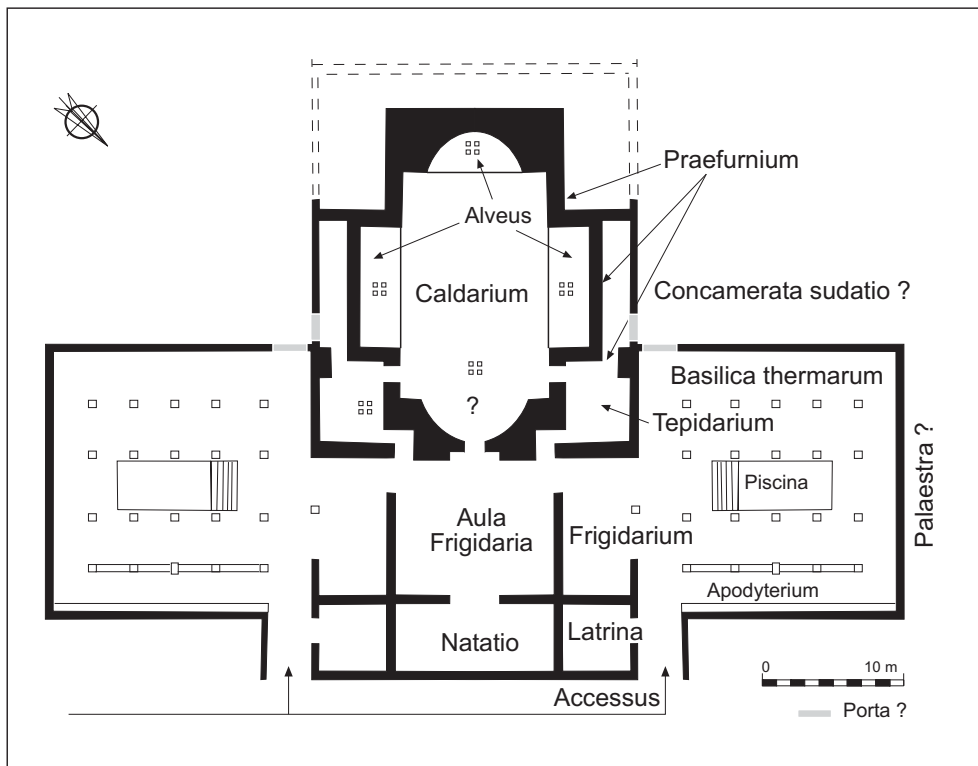 Praefurnium
Alveus
Caldarium
Concamerata sudatio ?
Basilica thermarum
?
Tepidarium
Palaestra ?
Piscina
Aula
Frigidaria
Frigidarium
Apodyterium
Natatio
Latrina
Accessus
0 10 m
Porta ?